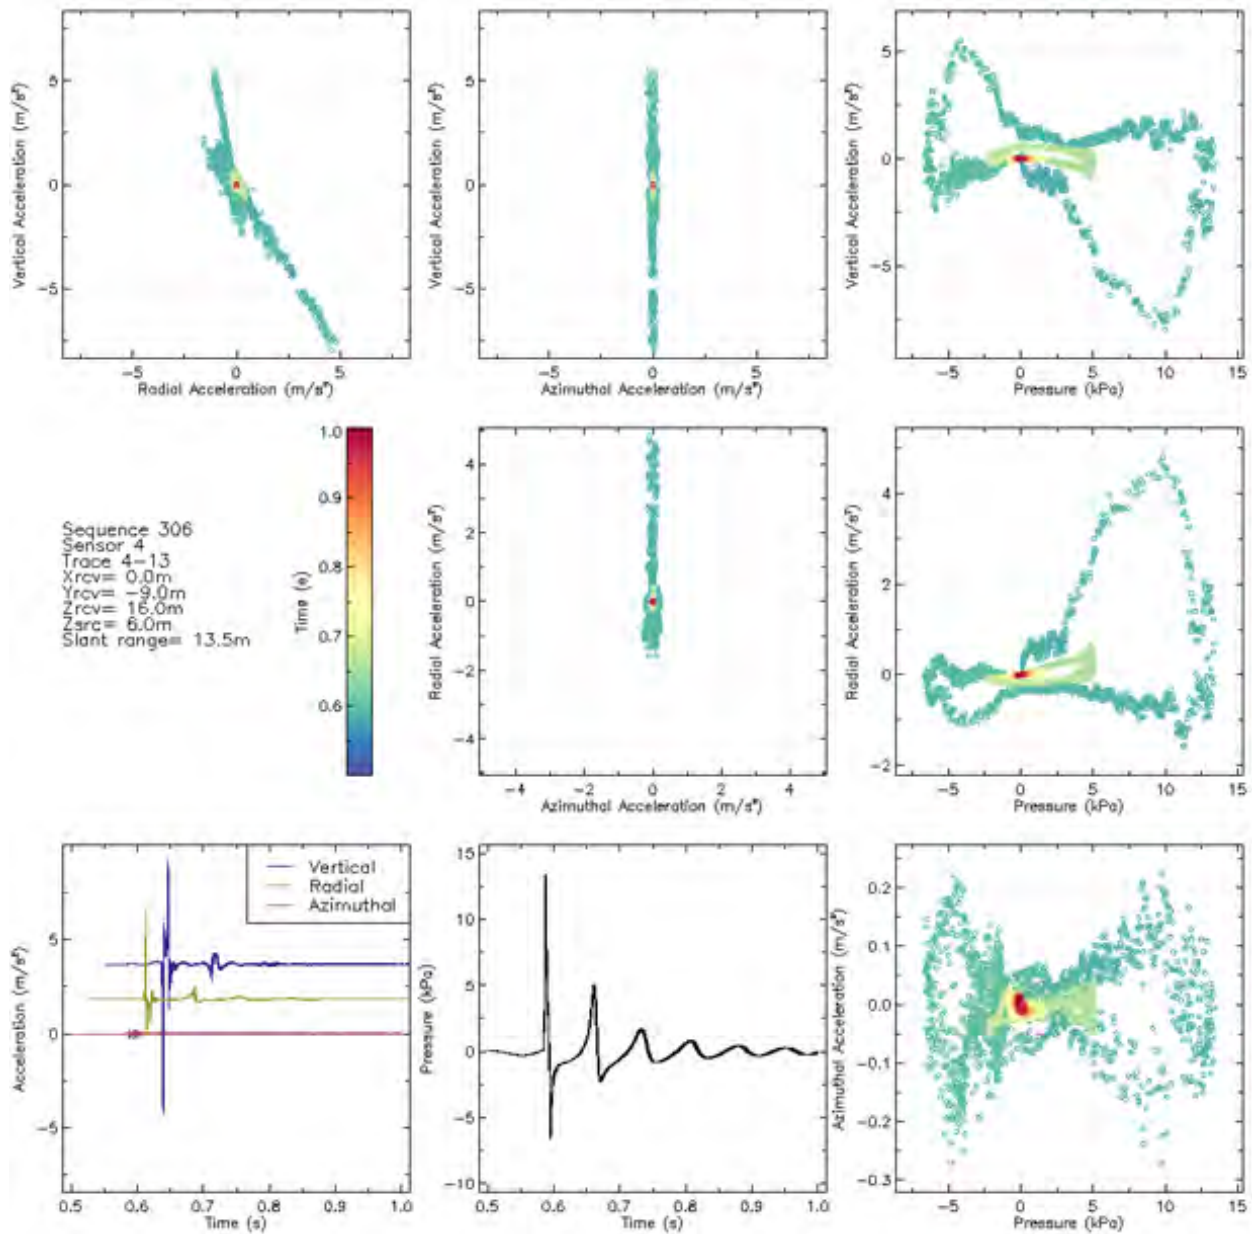 Vertical Acceleration (m/s²)
5
0
−5
−5
0
5
Radial Acceleration (m/s²)
Vertical Acceleration (m/s²)
5
0
−5
−5
0
5
Azimuthal Acceleration (m/s²)
Vertical Acceleration (m/s²)
5
0
−5
−5
0
5
10
15
Pressure (kPa)
Sequence 306
Sensor 4
Trace 4−13
Xrcv= 0.0m
Yrcv= −9.0m
Zrcv= 16.0m
Zsrc= 6.0m
Slant range= 13.5m
Time (s)
1.0
0.9
0.8
0.7
0.6
Radial Acceleration (m/s²)
4
2
0
−2
−4
−4
−2
0
2
4
Azimuthal Acceleration (m/s²)
Radial Acceleration (m/s²)
4
2
0
−2
−5
0
5
10
15
Pressure (kPa)
Acceleration (m/s²)
5
0
−5
Vertical
Radial
Azimuthal
0.5
0.6
0.7
0.8
0.9
1.0
Time (s)
Pressure (kPa)
15
10
5
0
−5
−10
0.5
0.6
0.7
0.8
0.9
1.0
Time (s)
Azimuthal Acceleration (m/s²)
0.2
0.1
0.0
−0.1
−0.2
−0.3
−5
0
5
10
15
Pressure (kPa)